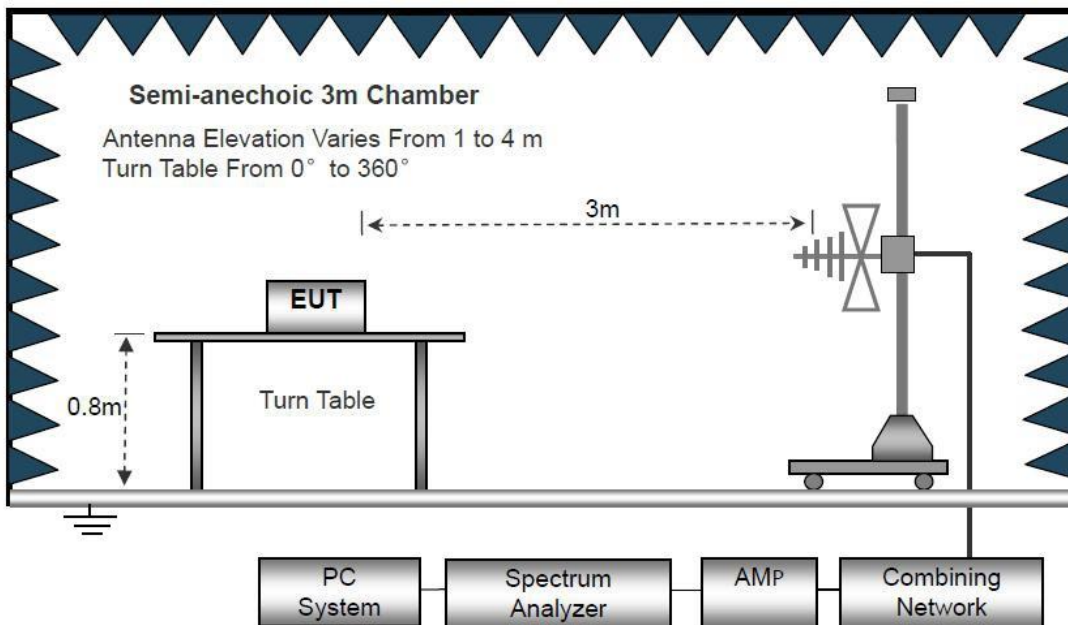 Semi-anechoic 3m Chamber
Antenna Elevation Varies From 1 to 4 m
Turn Table From 0° to 360°
3m
EUT
0.8m
Turn Table
PC
System
Spectrum
Analyzer
AMP
Combining
Network